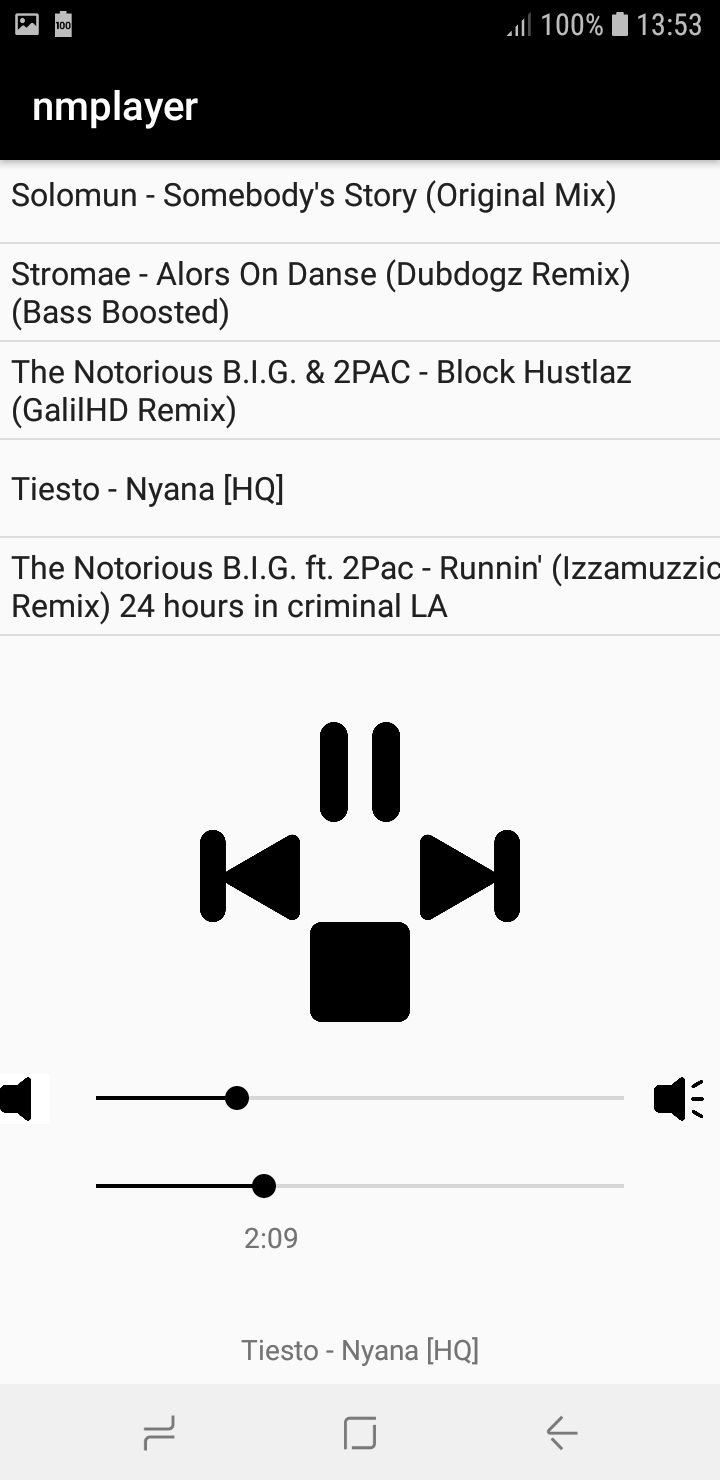 100
100% 13:53
nmplayer
Solomun - Somebody's Story (Original Mix)
Stromae - Alors On Danse (Dubdogz Remix)
(Bass Boosted)
The Notorious B.I.G. & 2PAC - Block Hustlaz
(GalilHD Remix)
Tiesto - Nyana [HQ]
The Notorious B.I.G. ft. 2Pac - Runnin' (Izzamuzzic
Remix) 24 hours in criminal LA
2:09
Tiesto - Nyana [HQ]